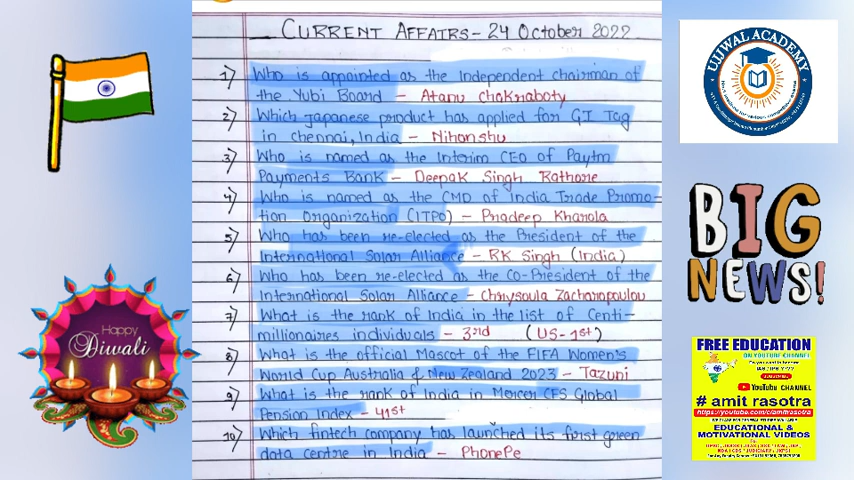 CURRENT AFFAIRS - 24 October 2022
1) Who is appointed as the Independent chairman of
the Yubi Board - Atanu Chakraboty
2) Which Japanese product has applied for GI Tag
in chennai, India - Nihonshu
3) Who is named as the Interim CEO of Paytm
Payments Bank - Deepak Singh Rathore
4) Who is named as the CMD of India Trade Promo-
tion Organization (ITPO) - Pradeep Kharola
5) Who has been re-elected as the President of the
International Solar Alliance - RK Singh (India)
6) Who has been re-elected as the Co-President of the
International Solar Alliance - Chrysoula Zacharopoulou
7) What is the rank of India in the list of Centi-
millionaires individuals - 3rd (US-1st)
8) What is the official Mascot of the FIFA Women's
World Cup Australia & New Zealand 2023 - Tazuni
9) What is the rank of India in Mercer CFS Global
Pension Index - 41st
10) Which fintech company has launched its first green
data centre in India - PhonePe
Happy
Diwali
UJJWAL ACADEMY
BIG
NEWS!
FREE EDUCATION
ON YOUTUBE CHANNEL
YouTube CHANNEL
# amit rasotra
https://youtube.com/c/amitrasotra
EDUCATIONAL &
MOTIVATIONAL VIDEOS